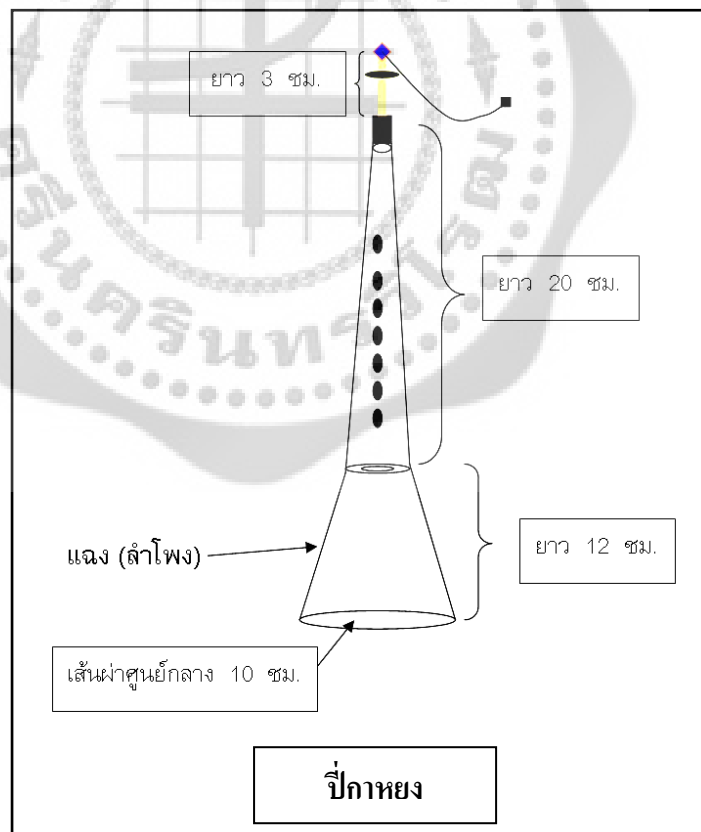 ยาว 3 ซม.
ยาว 20 ซม.
แฉง (ลำโพง)
ยาว 12 ซม.
เส้นผ่าศูนย์กลาง 10 ซม.
ปี่กาหยง